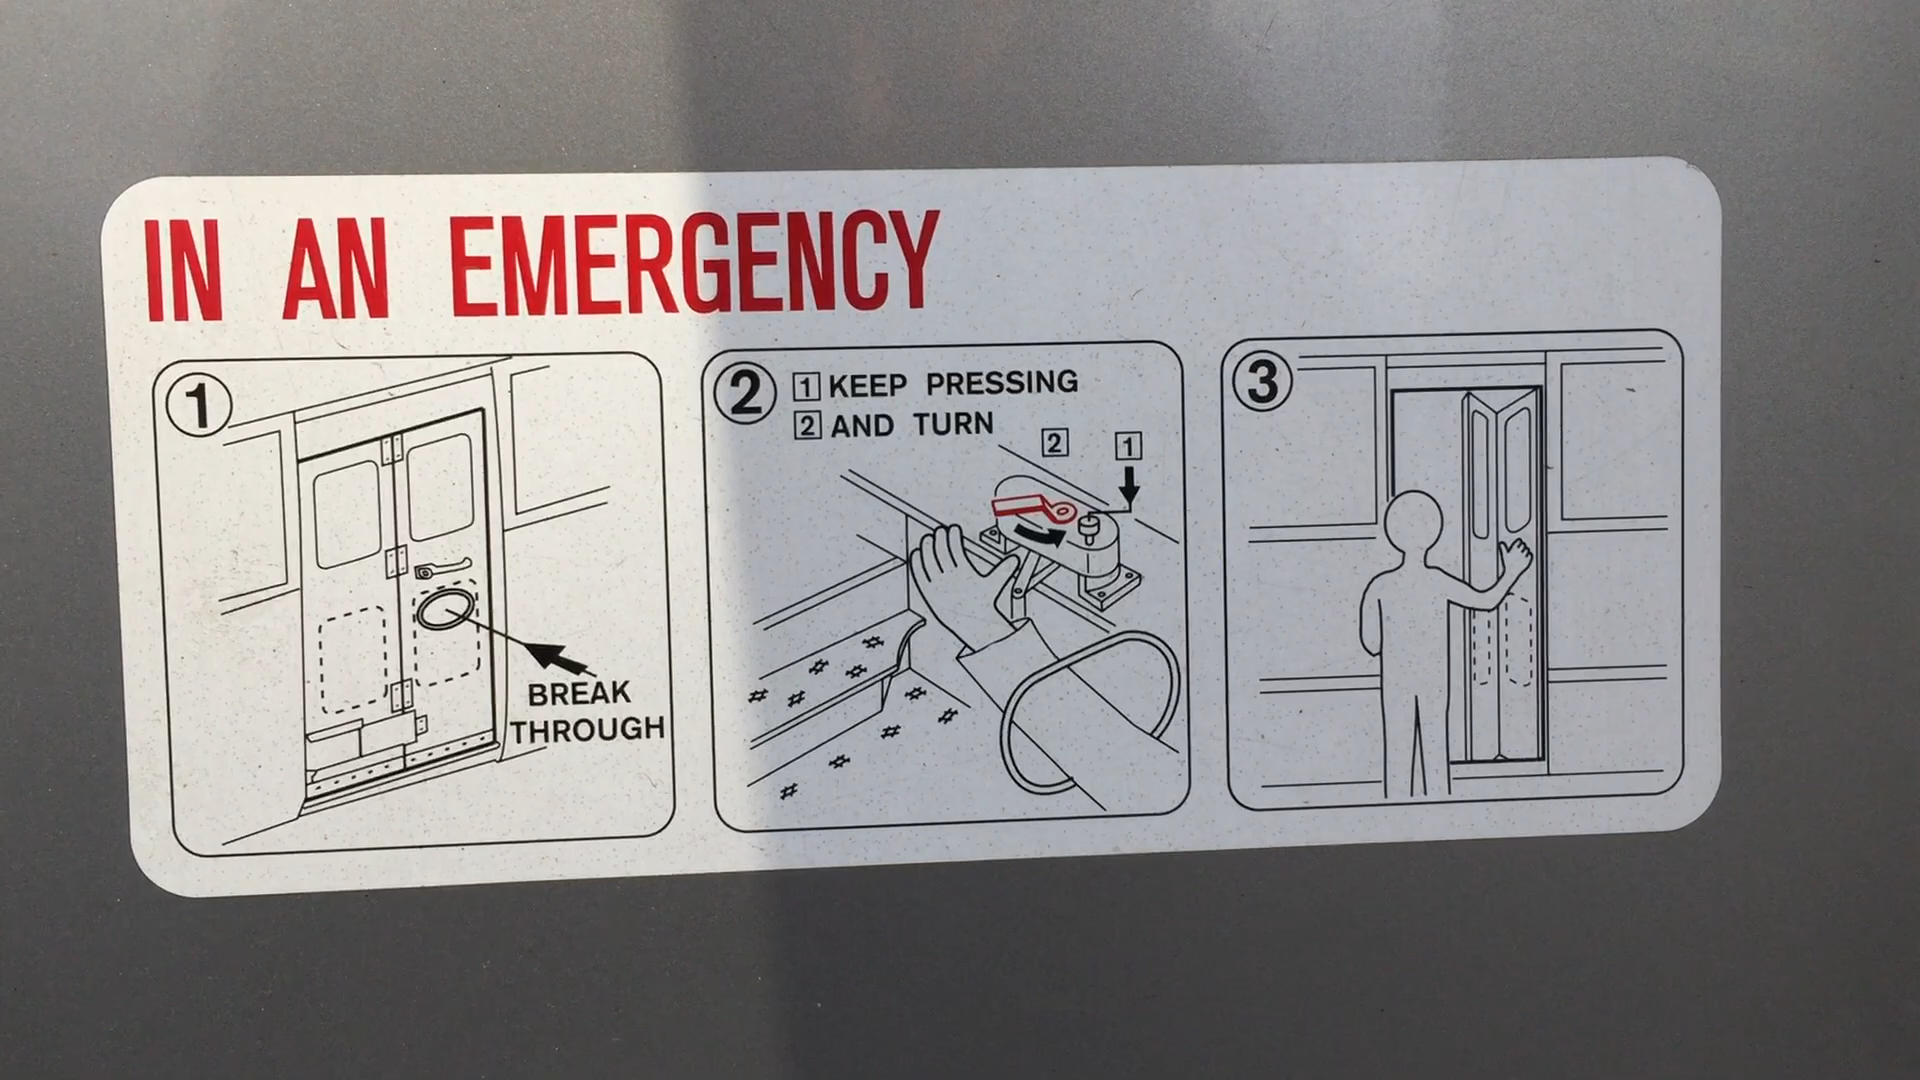 IN AN EMERGENCY
1
BREAK
THROUGH
2
1 KEEP PRESSING
2 AND TURN
2 1
3